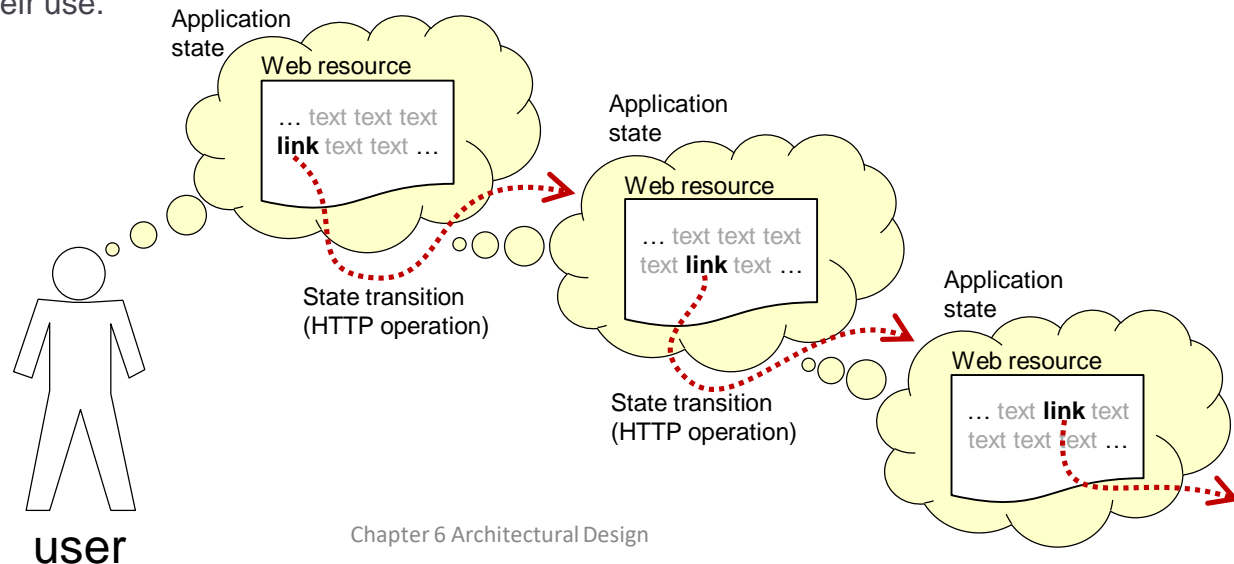 their use.
Application
state
Web resource
… text text text
link text text …
Application
state
Web resource
… text text text
text link text …
State transition
(HTTP operation)
Application
state
Web resource
… text link text
text text text …
State transition
(HTTP operation)
Chapter 6 Architectural Design
user